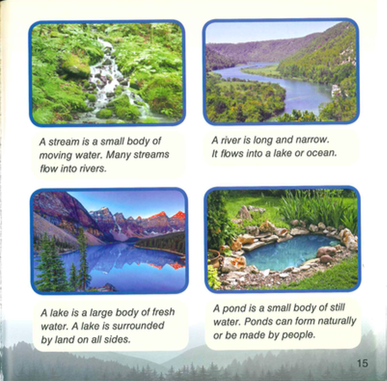 A stream is a small body of
moving water. Many streams
flow into rivers.
A river is long and narrow.
It flows into a lake or ocean.
A lake is a large body of fresh
water. A lake is surrounded
by land on all sides.
A pond is a small body of still
water. Ponds can form naturally
or be made by people.
15